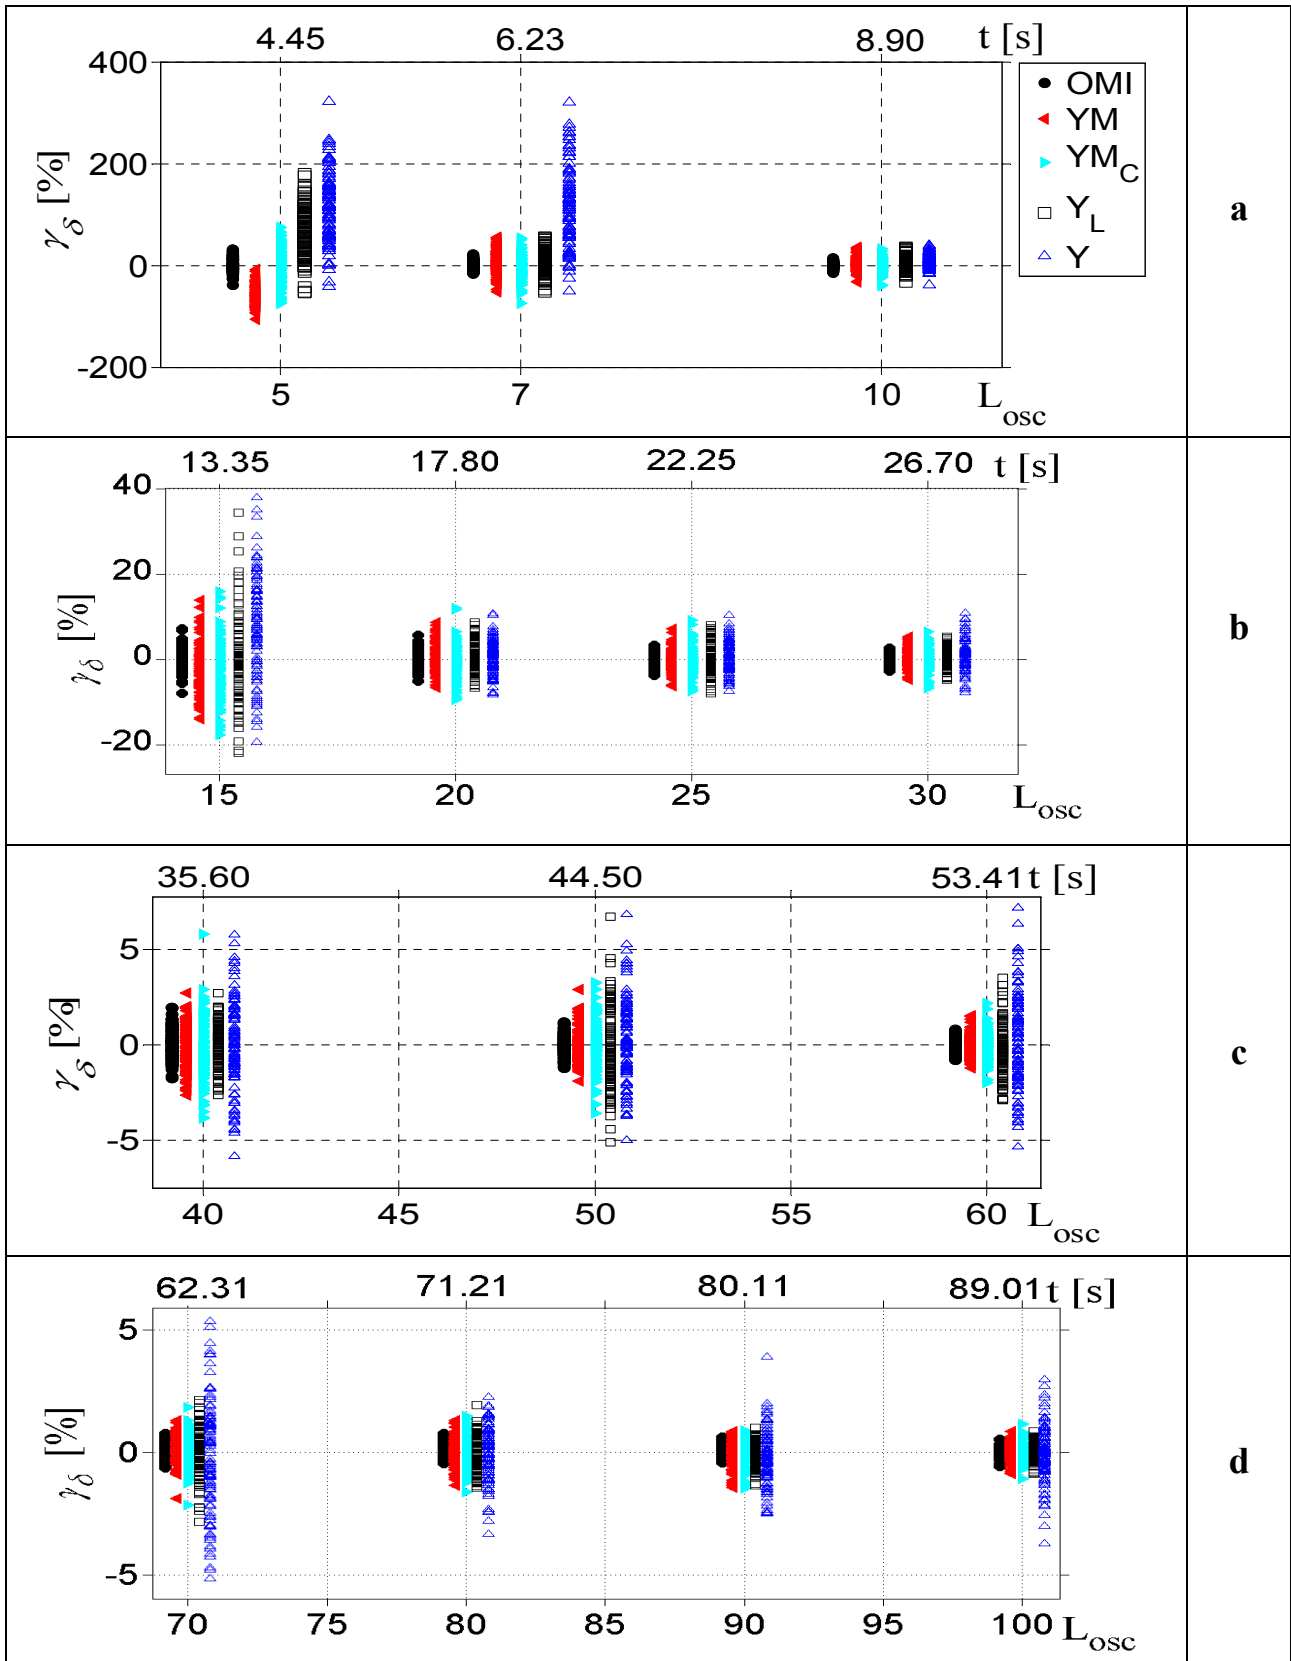 4.45 6.23 8.90 t [s]
400
200
0
-200
γδ [%]
5 7 10 Losc
OMI
YM
YMC
YL
Y
a
13.35 17.80 22.25 26.70 t [s]
40
20
0
-20
γδ [%]
15 20 25 30 Losc
b
35.60 44.50 53.41 t [s]
5
0
-5
γδ [%]
40 45 50 55 60 Losc
c
62.31 71.21 80.11 89.01 t [s]
5
0
-5
γδ [%]
70 75 80 85 90 95 100 Losc
d